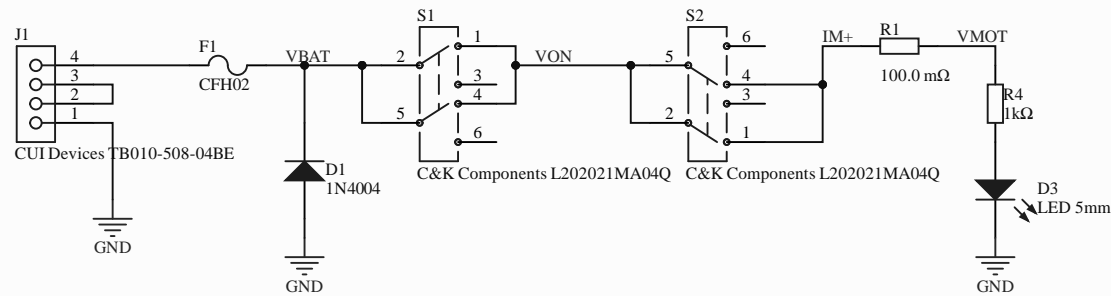 J1
4
3
2
1
CUI Devices TB010-508-04BE
GND
F1
CFH02
VBAT
D1
1N4004
GND
S1
2
5
1
3
4
6
C&K Components L202021MA04Q
VON
S2
5
2
6
4
3
1
C&K Components L202021MA04Q
IM+
R1
100.0 mΩ
VMOT
R4
1kΩ
D3
LED 5mm
GND